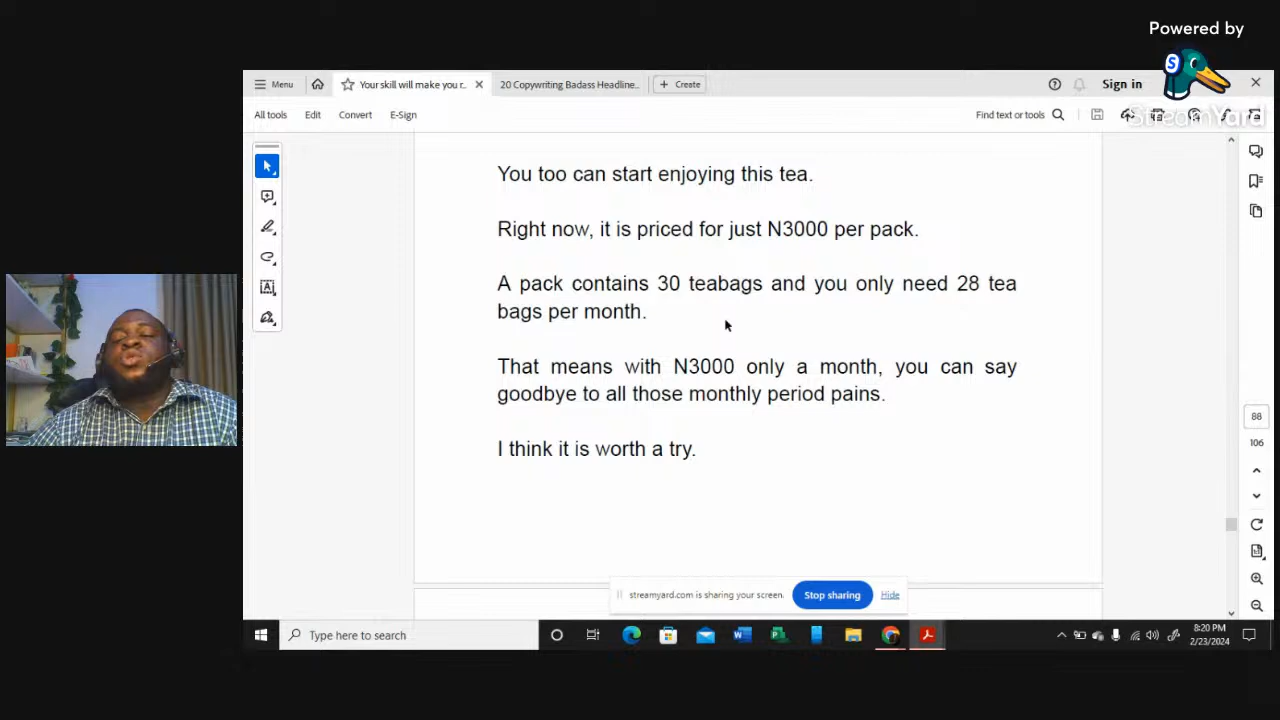 Powered by
S
StreamYard
Menu
Your skill will make you r...
20 Copywriting Badass Headline...
+ Create
Sign in
All tools
Edit
Convert
E-Sign
Find text or tools
You too can start enjoying this tea.
Right now, it is priced for just N3000 per pack.
A pack contains 30 teabags and you only need 28 tea
bags per month.
That means with N3000 only a month, you can say
goodbye to all those monthly period pains.
I think it is worth a try.
88
106
streamyard.com is sharing your screen.
Stop sharing
Hide
Type here to search
8:20 PM
2/23/2024